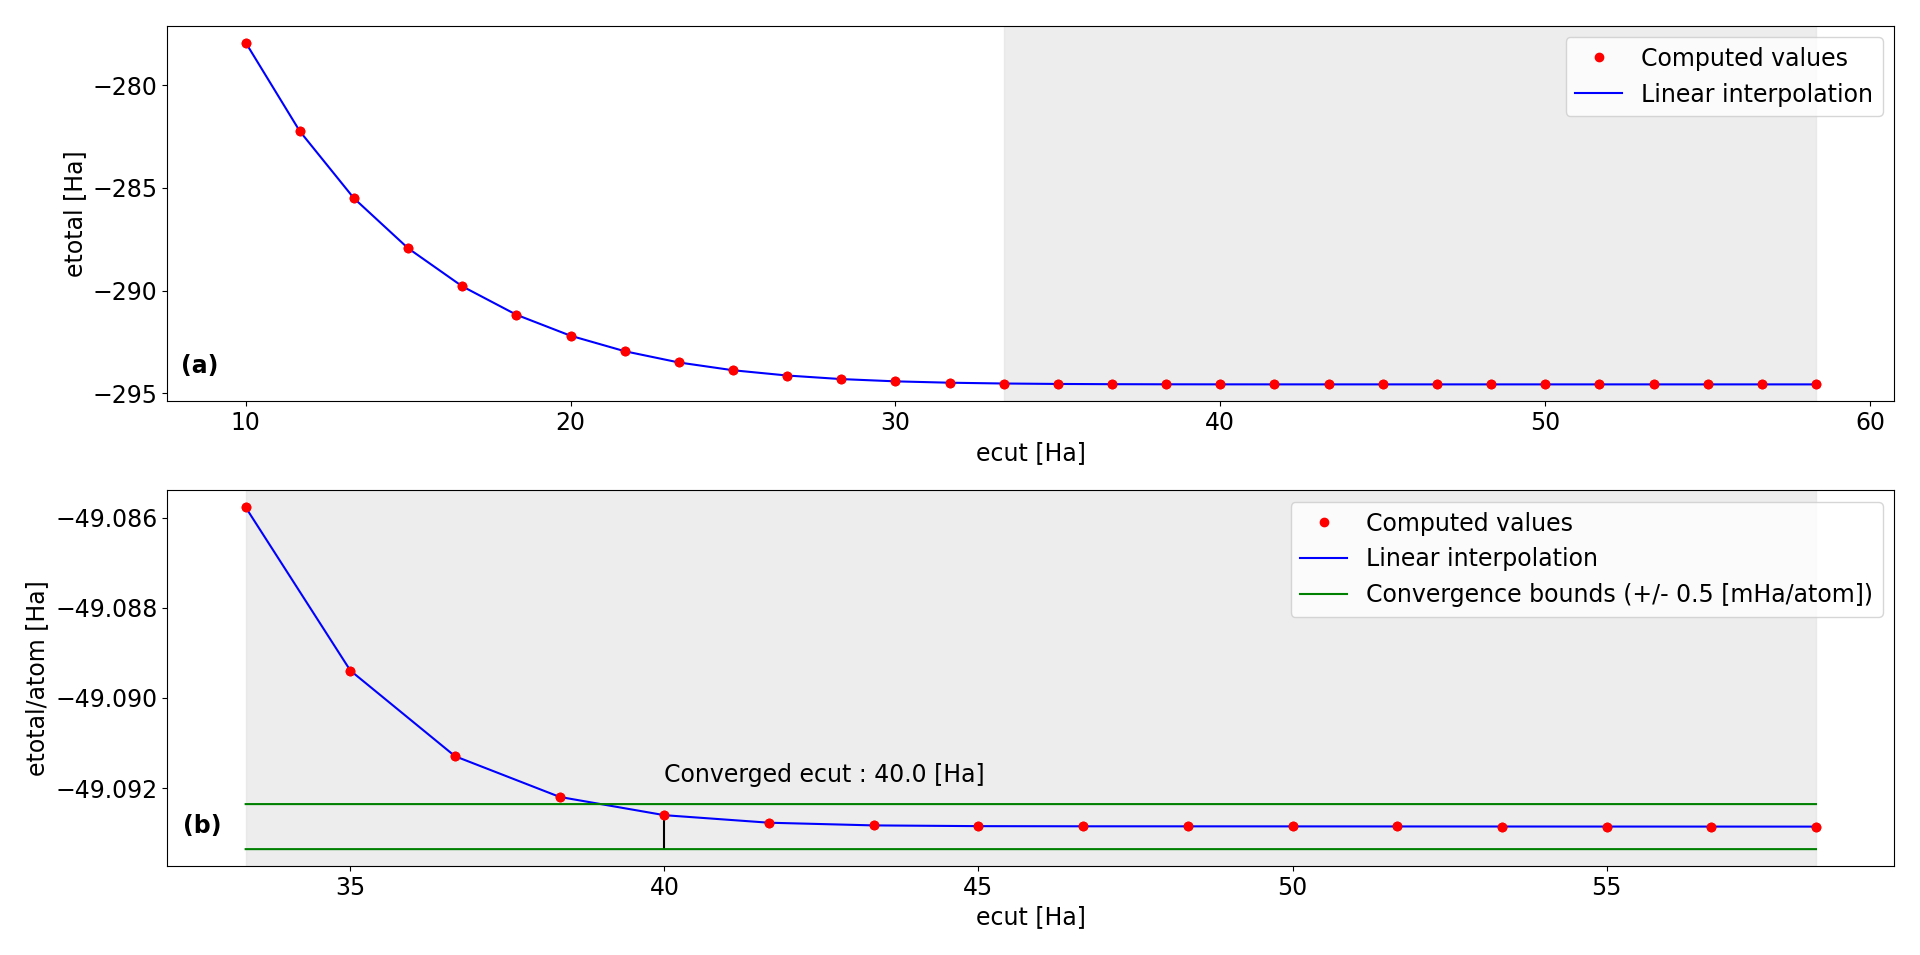 −280
−285
−290
−295
etotal [Ha]
(a)
Computed values
Linear interpolation
10 20 30 40 50 60
ecut [Ha]
−49.086
−49.088
−49.090
−49.092
etotal/atom [Ha]
(b)
Computed values
Linear interpolation
Convergence bounds (+/- 0.5 [mHa/atom])
Converged ecut : 40.0 [Ha]
35 40 45 50 55
ecut [Ha]